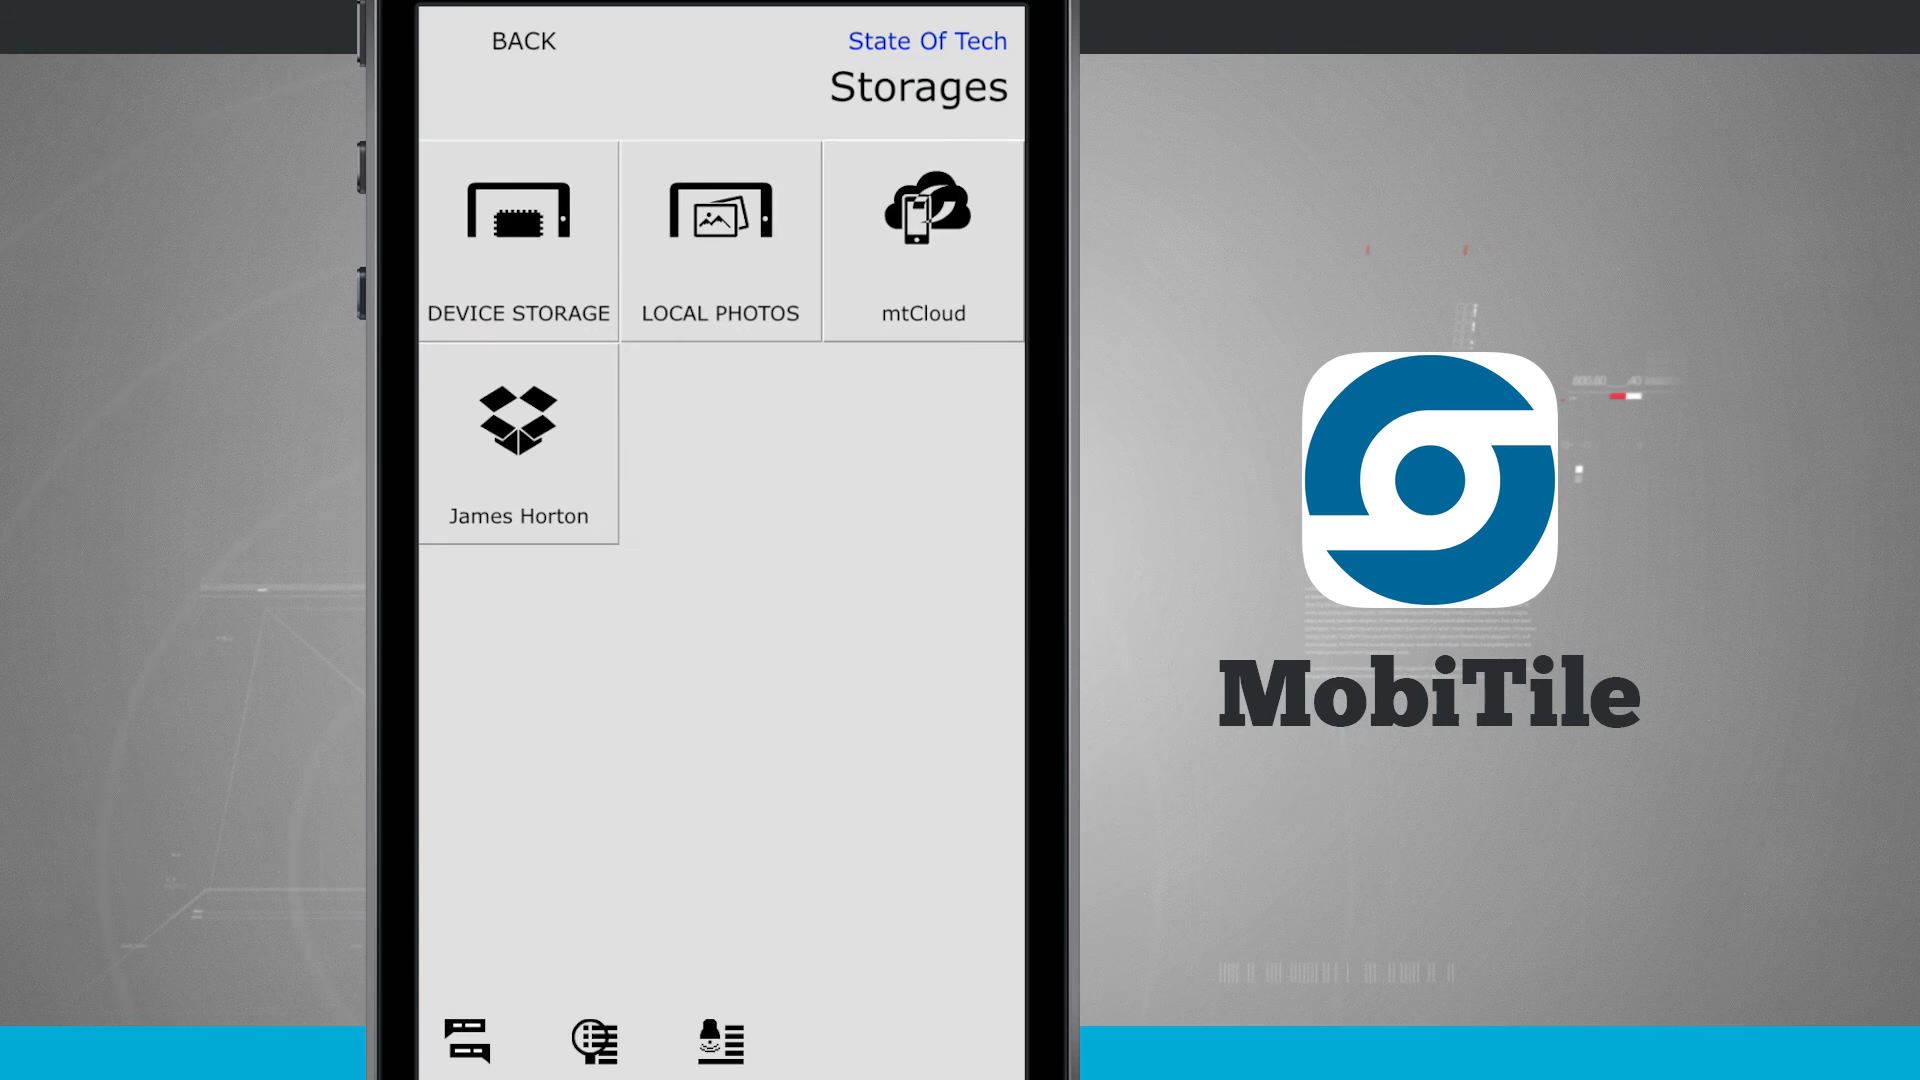 BACK
State Of Tech
Storages
DEVICE STORAGE
LOCAL PHOTOS
mtCloud
James Horton
MobiTile